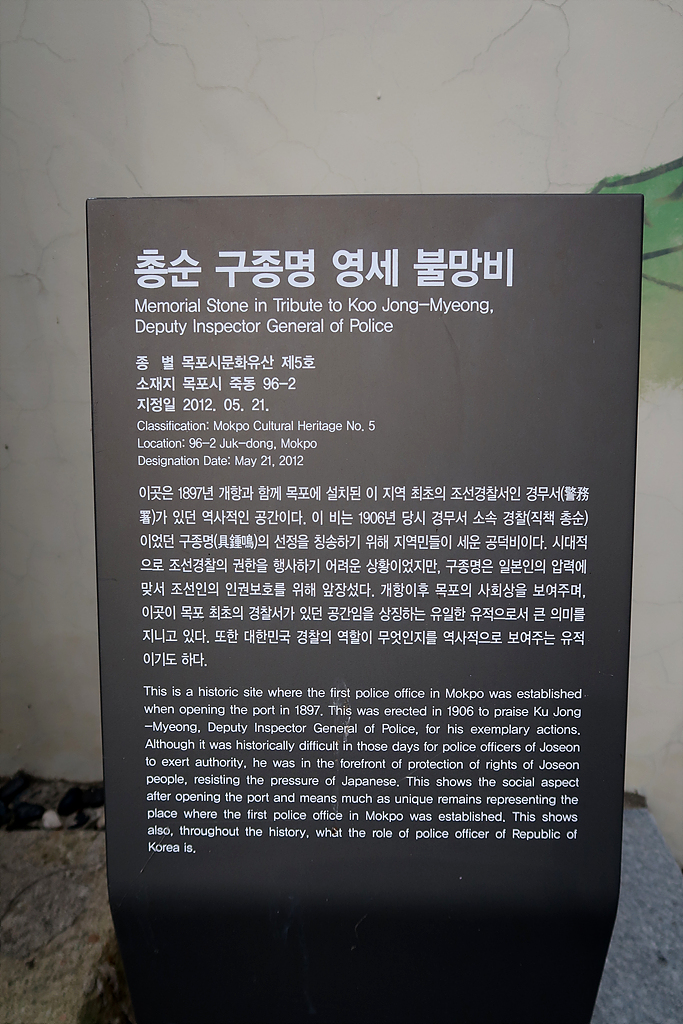 총순 구종명 영세 불망비
Memorial Stone in Tribute to Koo Jong-Myeong,
Deputy Inspector General of Police
종 별 목포시문화유산 제5호
소재지 목포시 죽동 96-2
지정일 2012. 05. 21.
Classification: Mokpo Cultural Heritage No. 5
Location: 96-2 Juk-dong, Mokpo
Designation Date: May 21, 2012
이곳은 1897년 개항과 함께 목포에 설치된 이 지역 최초의 조선경찰서인 경무서(警務
署)가 있던 역사적인 공간이다. 이 비는 1906년 당시 경무서 소속 경찰(직책 총순)
이었던 구종명(具鍾鳴)의 선정을 칭송하기 위해 지역민들이 세운 공덕비이다. 시대적
으로 조선경찰의 권한을 행사하기 어려운 상황이었지만, 구종명은 일본인의 압력에
맞서 조선인의 인권보호를 위해 앞장섰다. 개항이후 목포의 사회상을 보여주며,
이곳이 목포 최초의 경찰서가 있던 공간임을 상징하는 유일한 유적으로서 큰 의미를
지니고 있다. 또한 대한민국 경찰의 역할이 무엇인지를 역사적으로 보여주는 유적
이기도 하다.
This is a historic site where the first police office in Mokpo was established
when opening the port in 1897. This was erected in 1906 to praise Ku Jong
-Myeong, Deputy Inspector General of Police, for his exemplary actions.
Although it was historically difficult in those days for police officers of Joseon
to exert authority, he was in the forefront of protection of rights of Joseon
people, resisting the pressure of Japanese. This shows the social aspect
after opening the port and means much as unique remains representing the
place where the first police office in Mokpo was established. This shows
also, throughout the history, what the role of police officer of Republic of
Korea is.